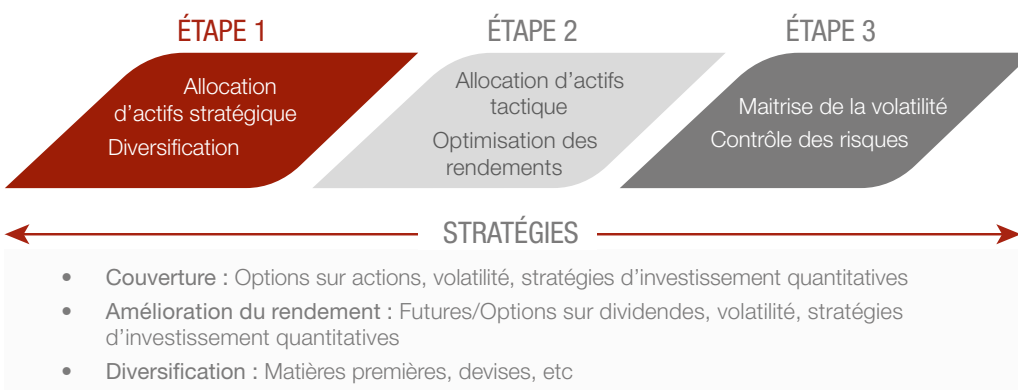 ÉTAPE 1
Allocation
d'actifs stratégique
Diversification
ÉTAPE 2
Allocation d'actifs
tactique
Optimisation des
rendements
ÉTAPE 3
Maitrise de la volatilité
Contrôle des risques
STRATÉGIES
• Couverture : Options sur actions, volatilité, stratégies d'investissement quantitatives
• Amélioration du rendement : Futures/Options sur dividendes, volatilité, stratégies
d'investissement quantitatives
• Diversification : Matières premières, devises, etc